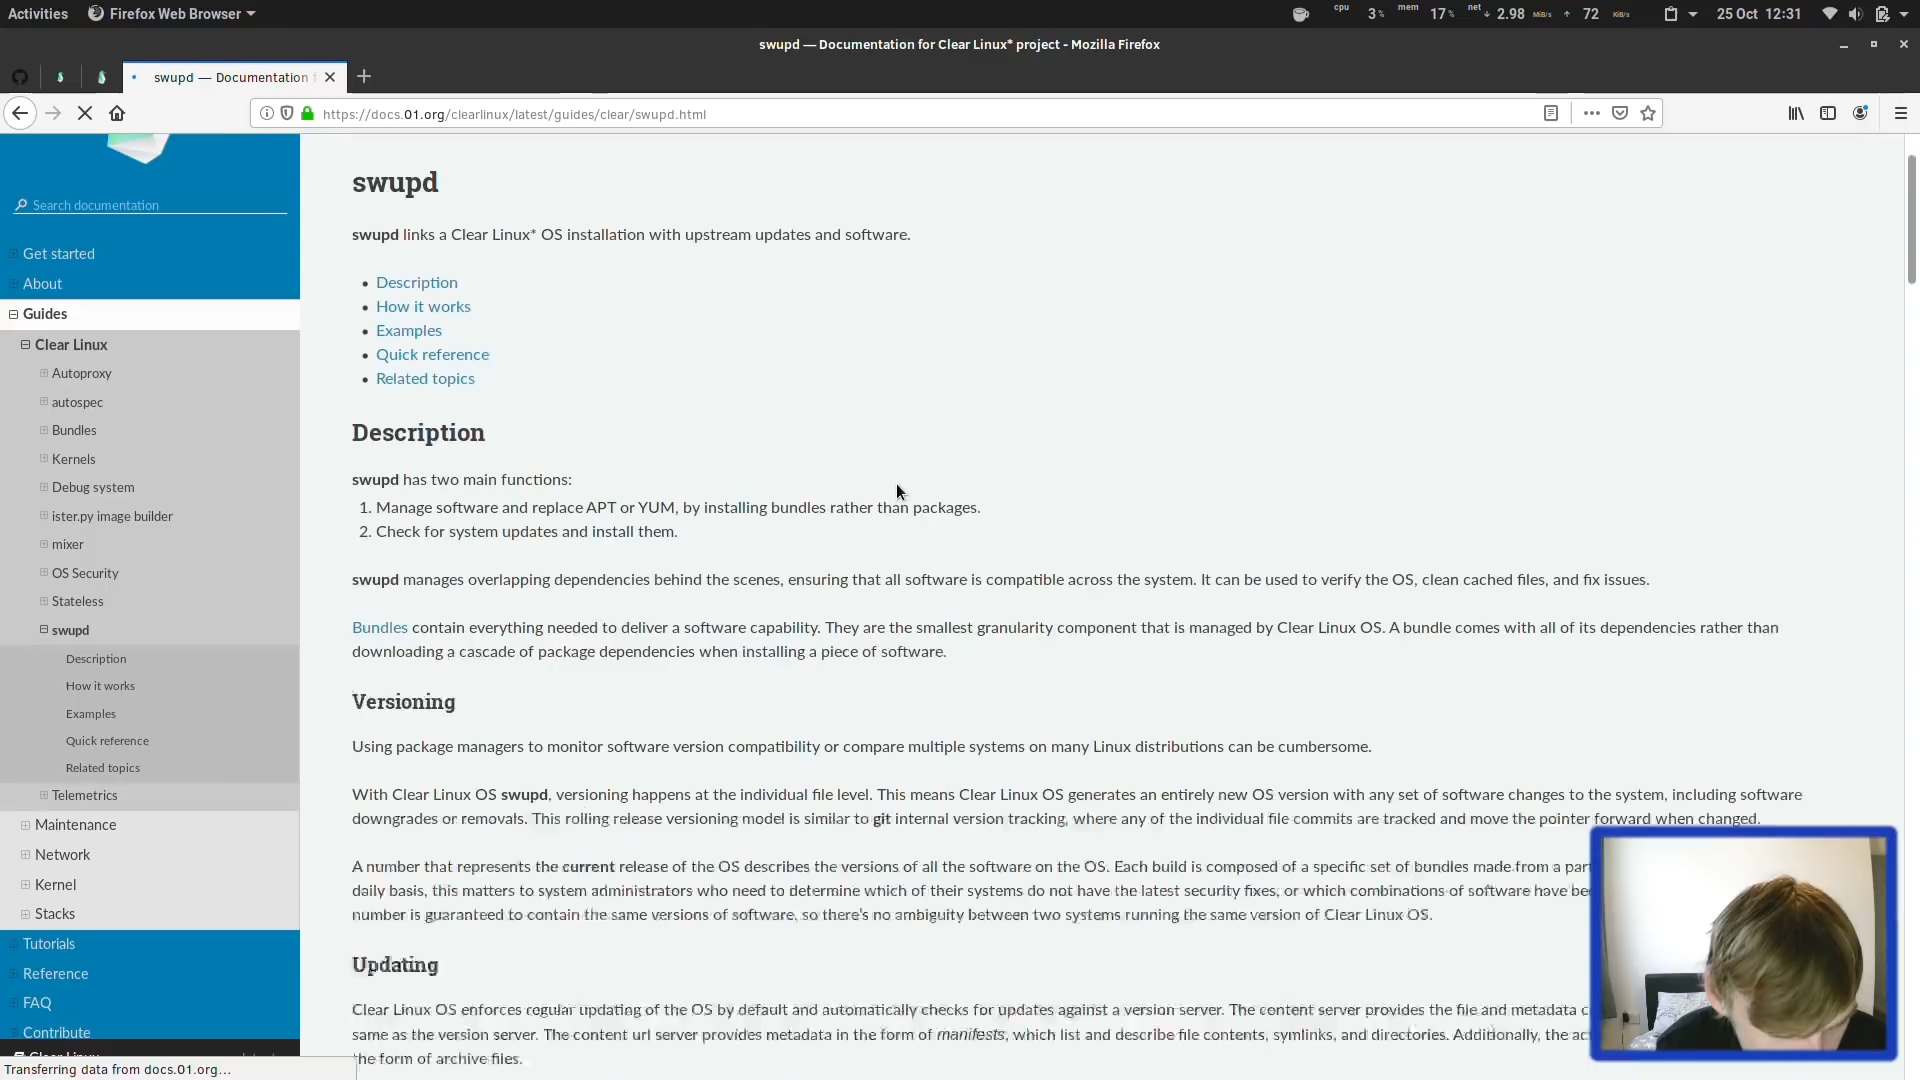 Activities
Firefox Web Browser
cpu 3% mem 17% net 2.98 MiB/s 72 KiB/s
25 Oct 12:31
swupd — Documentation for Clear Linux* project - Mozilla Firefox
swupd — Documentation f
https://docs.01.org/clearlinux/latest/guides/clear/swupd.html
Search documentation
Get started
About
Guides
Clear Linux
Autoproxy
autospec
Bundles
Kernels
Debug system
ister.py image builder
mixer
OS Security
Stateless
swupd
Description
How it works
Examples
Quick reference
Related topics
Telemetrics
Maintenance
Network
Kernel
Stacks
Tutorials
Reference
FAQ
Contribute
Clear Linux
Transferring data from docs.01.org...
swupd
swupd links a Clear Linux* OS installation with upstream updates and software.
Description
How it works
Examples
Quick reference
Related topics
Description
swupd has two main functions:
1. Manage software and replace APT or YUM, by installing bundles rather than packages.
2. Check for system updates and install them.
swupd manages overlapping dependencies behind the scenes, ensuring that all software is compatible across the system. It can be used to verify the OS, clean cached files, and fix issues.
Bundles contain everything needed to deliver a software capability. They are the smallest granularity component that is managed by Clear Linux OS. A bundle comes with all of its dependencies rather than
downloading a cascade of package dependencies when installing a piece of software.
Versioning
Using package managers to monitor software version compatibility or compare multiple systems on many Linux distributions can be cumbersome.
With Clear Linux OS swupd, versioning happens at the individual file level. This means Clear Linux OS generates an entirely new OS version with any set of software changes to the system, including software
downgrades or removals. This rolling release versioning model is similar to git internal version tracking, where any of the individual file commits are tracked and move the pointer forward when changed.
A number that represents the current release of the OS describes the versions of all the software on the OS. Each build is composed of a specific set of bundles made from a part
daily basis, this matters to system administrators who need to determine which of their systems do not have the latest security fixes, or which combinations of software have be
number is guaranteed to contain the same versions of software, so there's no ambiguity between two systems running the same version of Clear Linux OS.
Updating
Clear Linux OS enforces regular updating of the OS by default and automatically checks for updates against a version server. The content server provides the file and metadata c
same as the version server. The content url server provides metadata in the form of manifests, which list and describe file contents, symlinks, and directories. Additionally, the ac
the form of archive files.